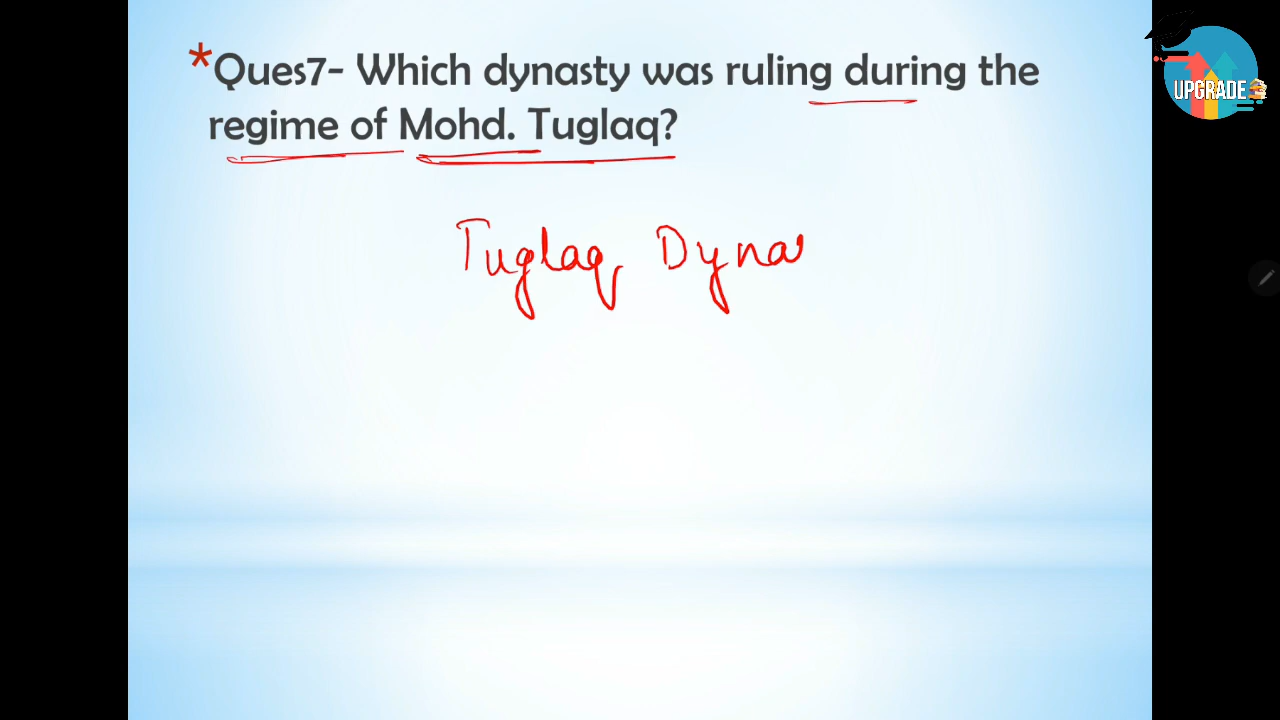 *Ques7- Which dynasty was ruling during the
regime of Mohd. Tuglaq?
Tuglaq Dyna
UPGRADE